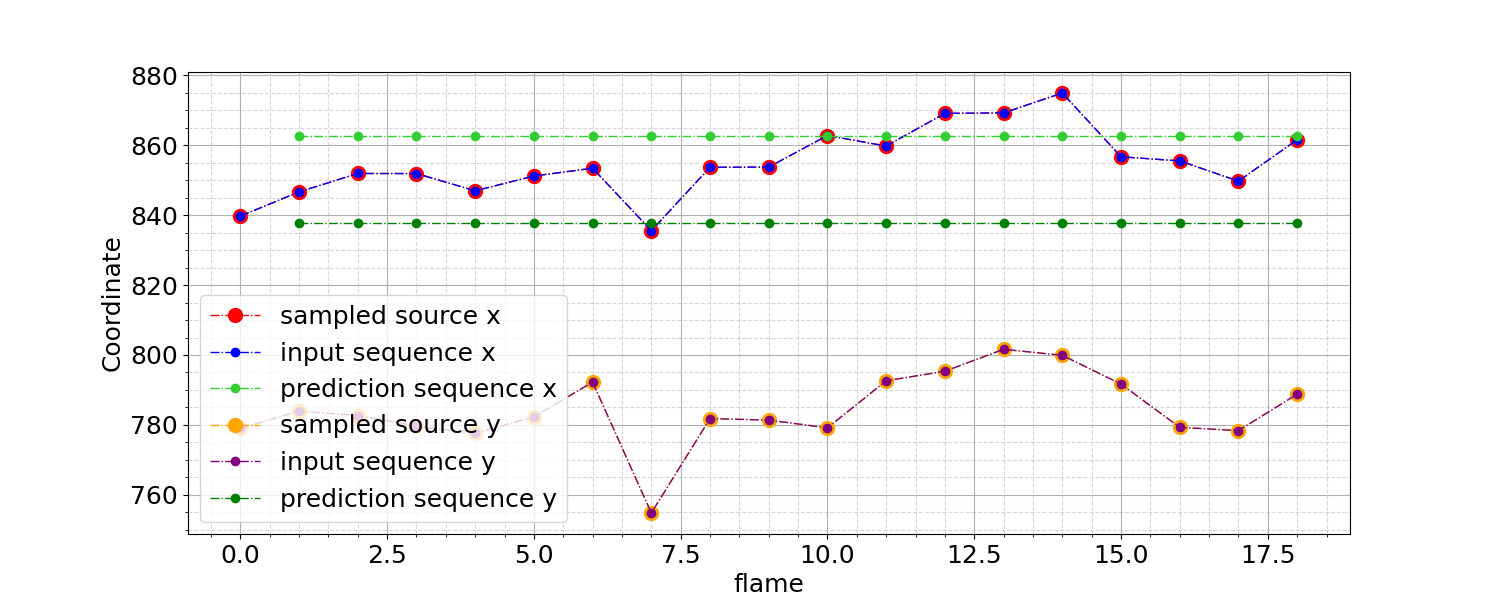 880
860
840
820
800
780
760
Coordinate
sampled source x
input sequence x
prediction sequence x
sampled source y
input sequence y
prediction sequence y
0.0 2.5 5.0 7.5 10.0 12.5 15.0 17.5
flame